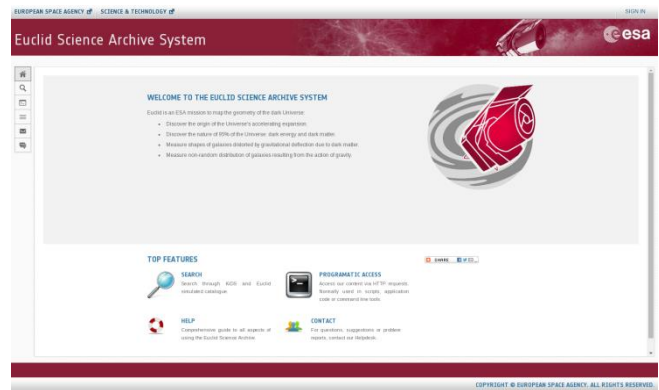 EUROPEAN SPACE AGENCY SCIENCE & TECHNOLOGY SIGN IN
Euclid Science Archive System
esa
WELCOME TO THE EUCLID SCIENCE ARCHIVE SYSTEM
Euclid is an ESA mission to map the geometry of the dark Universe:
• Discover the origin of the Universe's accelerating expansion.
• Discover the nature of 95% of the Universe: dark energy and dark matter.
• Measure shapes of galaxies distorted by gravitational deflection due to dark matter.
• Measure non-random distribution of galaxies resulting from the action of gravity.
TOP FEATURES
SHARE
SEARCH
Search through KiDS and Euclid
simulated catalogue.
PROGRAMATIC ACCESS
Access our content via HTTP requests.
Normally used in scripts, application
code or command line tools.
HELP
Comprehensive guide to all aspects of
using the Euclid Science Archive.
CONTACT
For questions, suggestions or problem
reports, contact our Helpdesk.
COPYRIGHT © EUROPEAN SPACE AGENCY. ALL RIGHTS RESERVED.